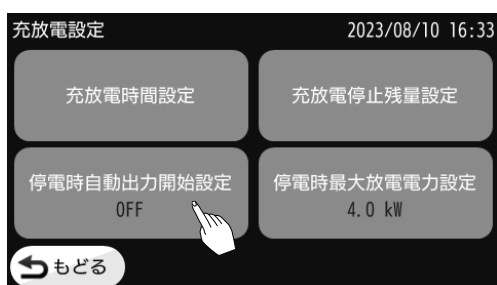 充放電設定 2023/08/10 16:33
充放電時間設定 充放電停止残量設定
停電時自動出力開始設定 停電時最大放電電力設定
OFF 4.0 kW
もどる